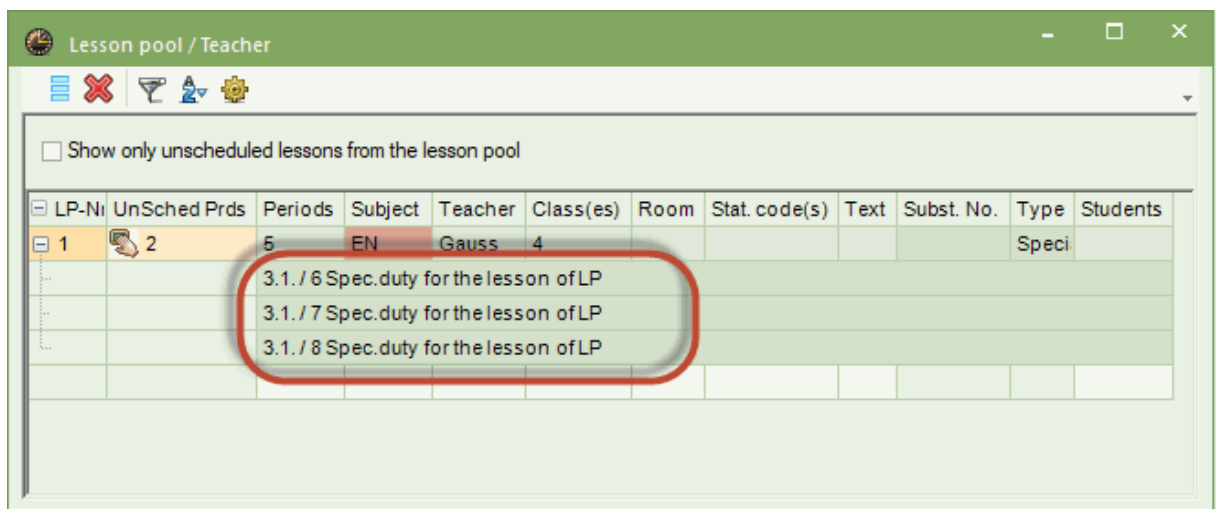 Lesson pool / Teacher
Show only unscheduled lessons from the lesson pool
LP-Nr UnSched Prds Periods Subject Teacher Class(es) Room Stat. code(s) Text Subst. No. Type Students
1 2 5 EN Gauss 4 Speci
3.1. / 6 Spec.duty for the lesson of LP
3.1. / 7 Spec.duty for the lesson of LP
3.1. / 8 Spec.duty for the lesson of LP